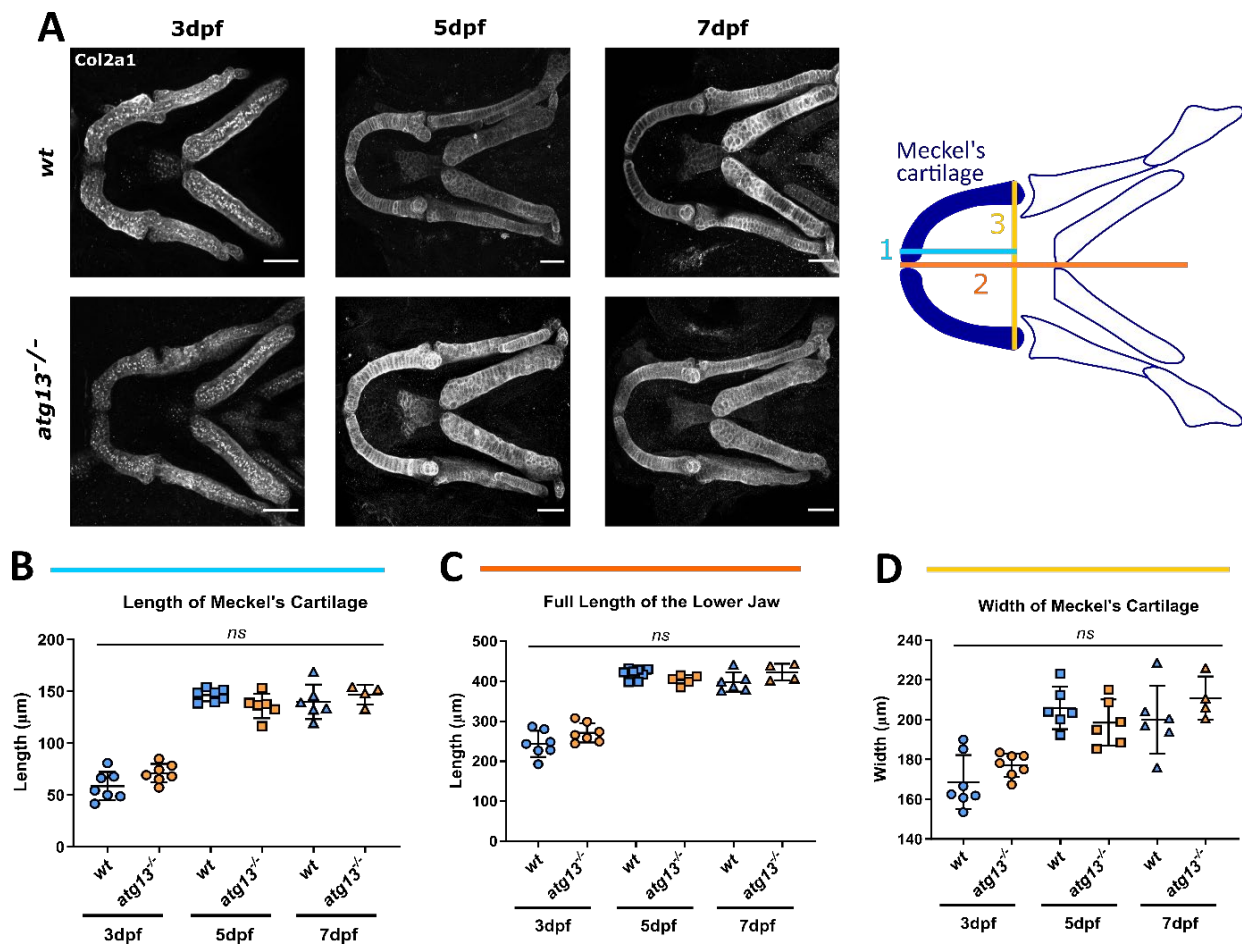 A
3dpf
5dpf
7dpf
Col2a1
wt
atg13⁻/⁻
Meckel's
cartilage
1
2
3
B
Length of Meckel's Cartilage
ns
Length (μm)
200
150
100
50
0
wt
atg13⁻/⁻
wt
atg13⁻/⁻
wt
atg13⁻/⁻
3dpf
5dpf
7dpf
C
Full Length of the Lower Jaw
ns
Length (μm)
500
400
300
200
100
0
wt
atg13⁻/⁻
wt
atg13⁻/⁻
wt
atg13⁻/⁻
3dpf
5dpf
7dpf
D
Width of Meckel's Cartilage
ns
Width (μm)
240
220
200
180
160
140
wt
atg13⁻/⁻
wt
atg13⁻/⁻
wt
atg13⁻/⁻
3dpf
5dpf
7dpf